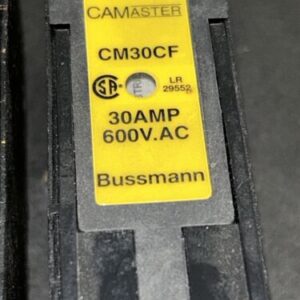 CAMASTER
CM30CF
LR
29552
30AMP
600V.AC
Bussmann